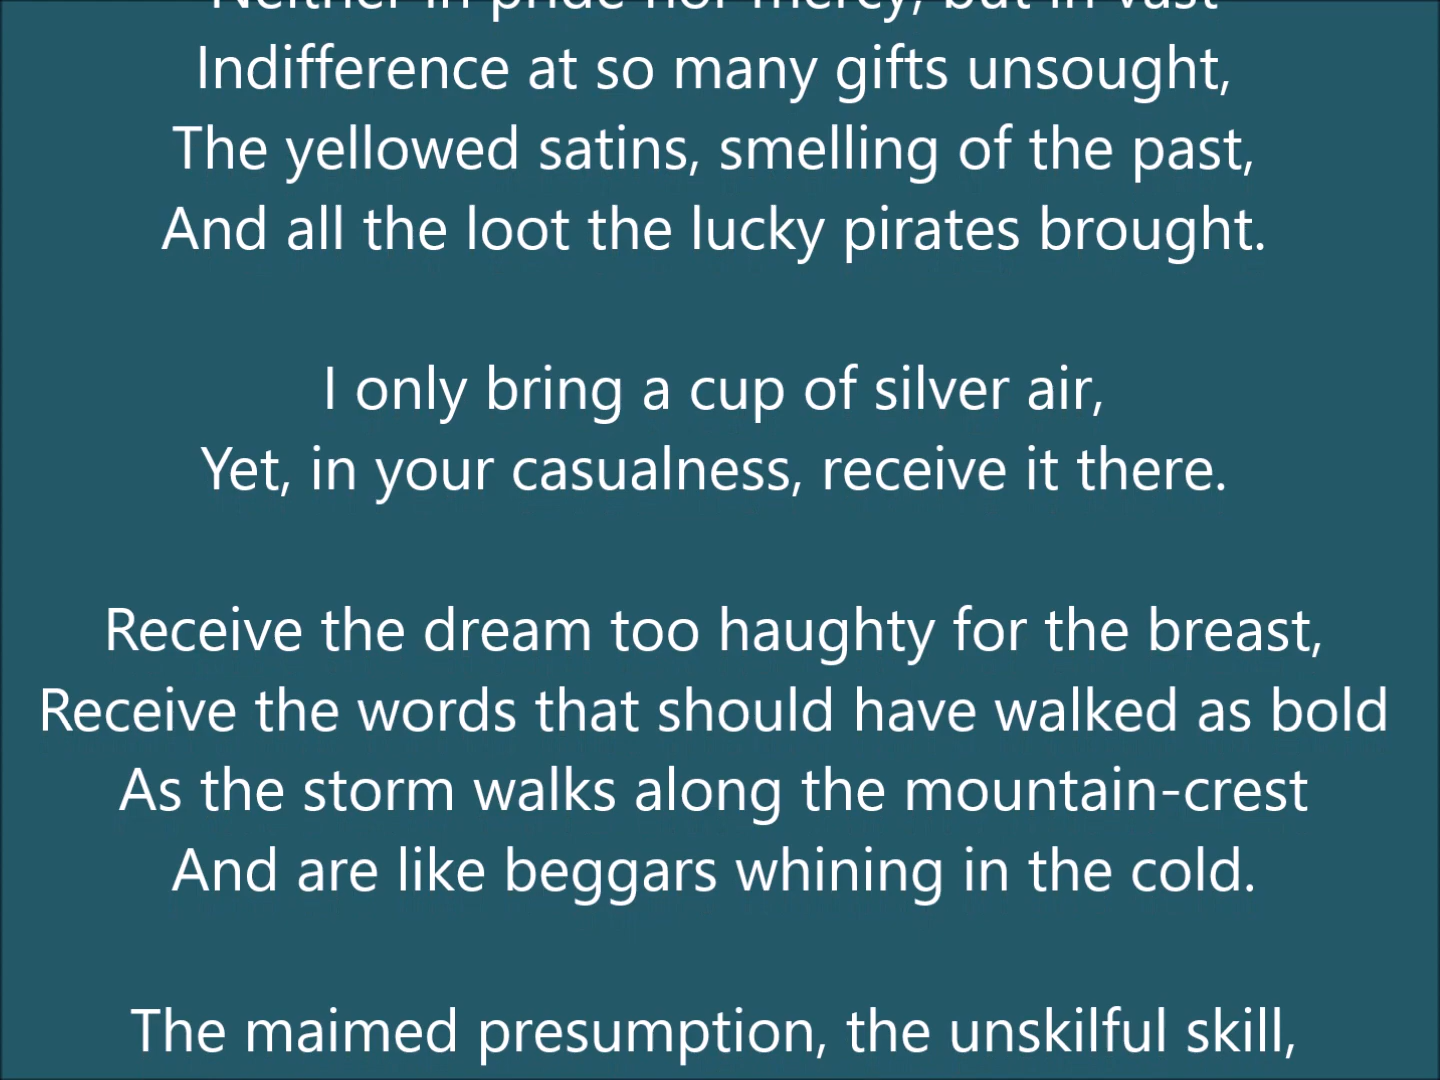 Neither in pride nor mercy, but in vast
Indifference at so many gifts unsought,
The yellowed satins, smelling of the past,
And all the loot the lucky pirates brought.
I only bring a cup of silver air,
Yet, in your casualness, receive it there.
Receive the dream too haughty for the breast,
Receive the words that should have walked as bold
As the storm walks along the mountain-crest
And are like beggars whining in the cold.
The maimed presumption, the unskilful skill,